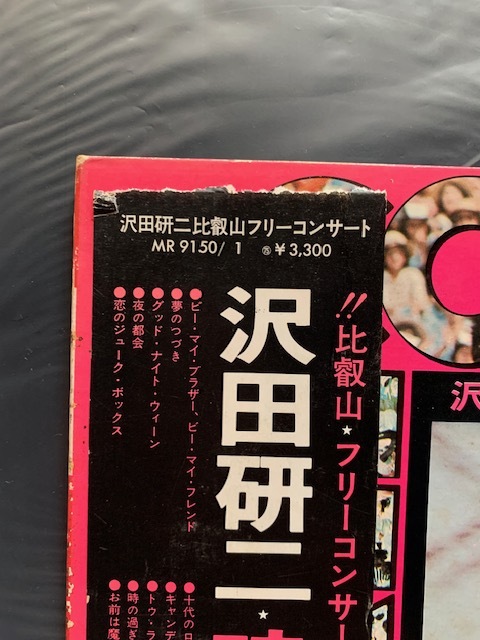 沢田研二比叡山フリーコンサート
MR 9150/1 ¥3,300
!!比叡山★フリーコンサー
沢田研二★
●ビー・マイ・ブラザー、ビー・マイ・フレンド
●夢のつづき
●グッド・ナイト・ウィーン
●夜の都会
●恋のジューク・ボックス
●十代の日
●キャンデ
●トゥ・ラ
●時の過ぎ
●お前は魔
沢